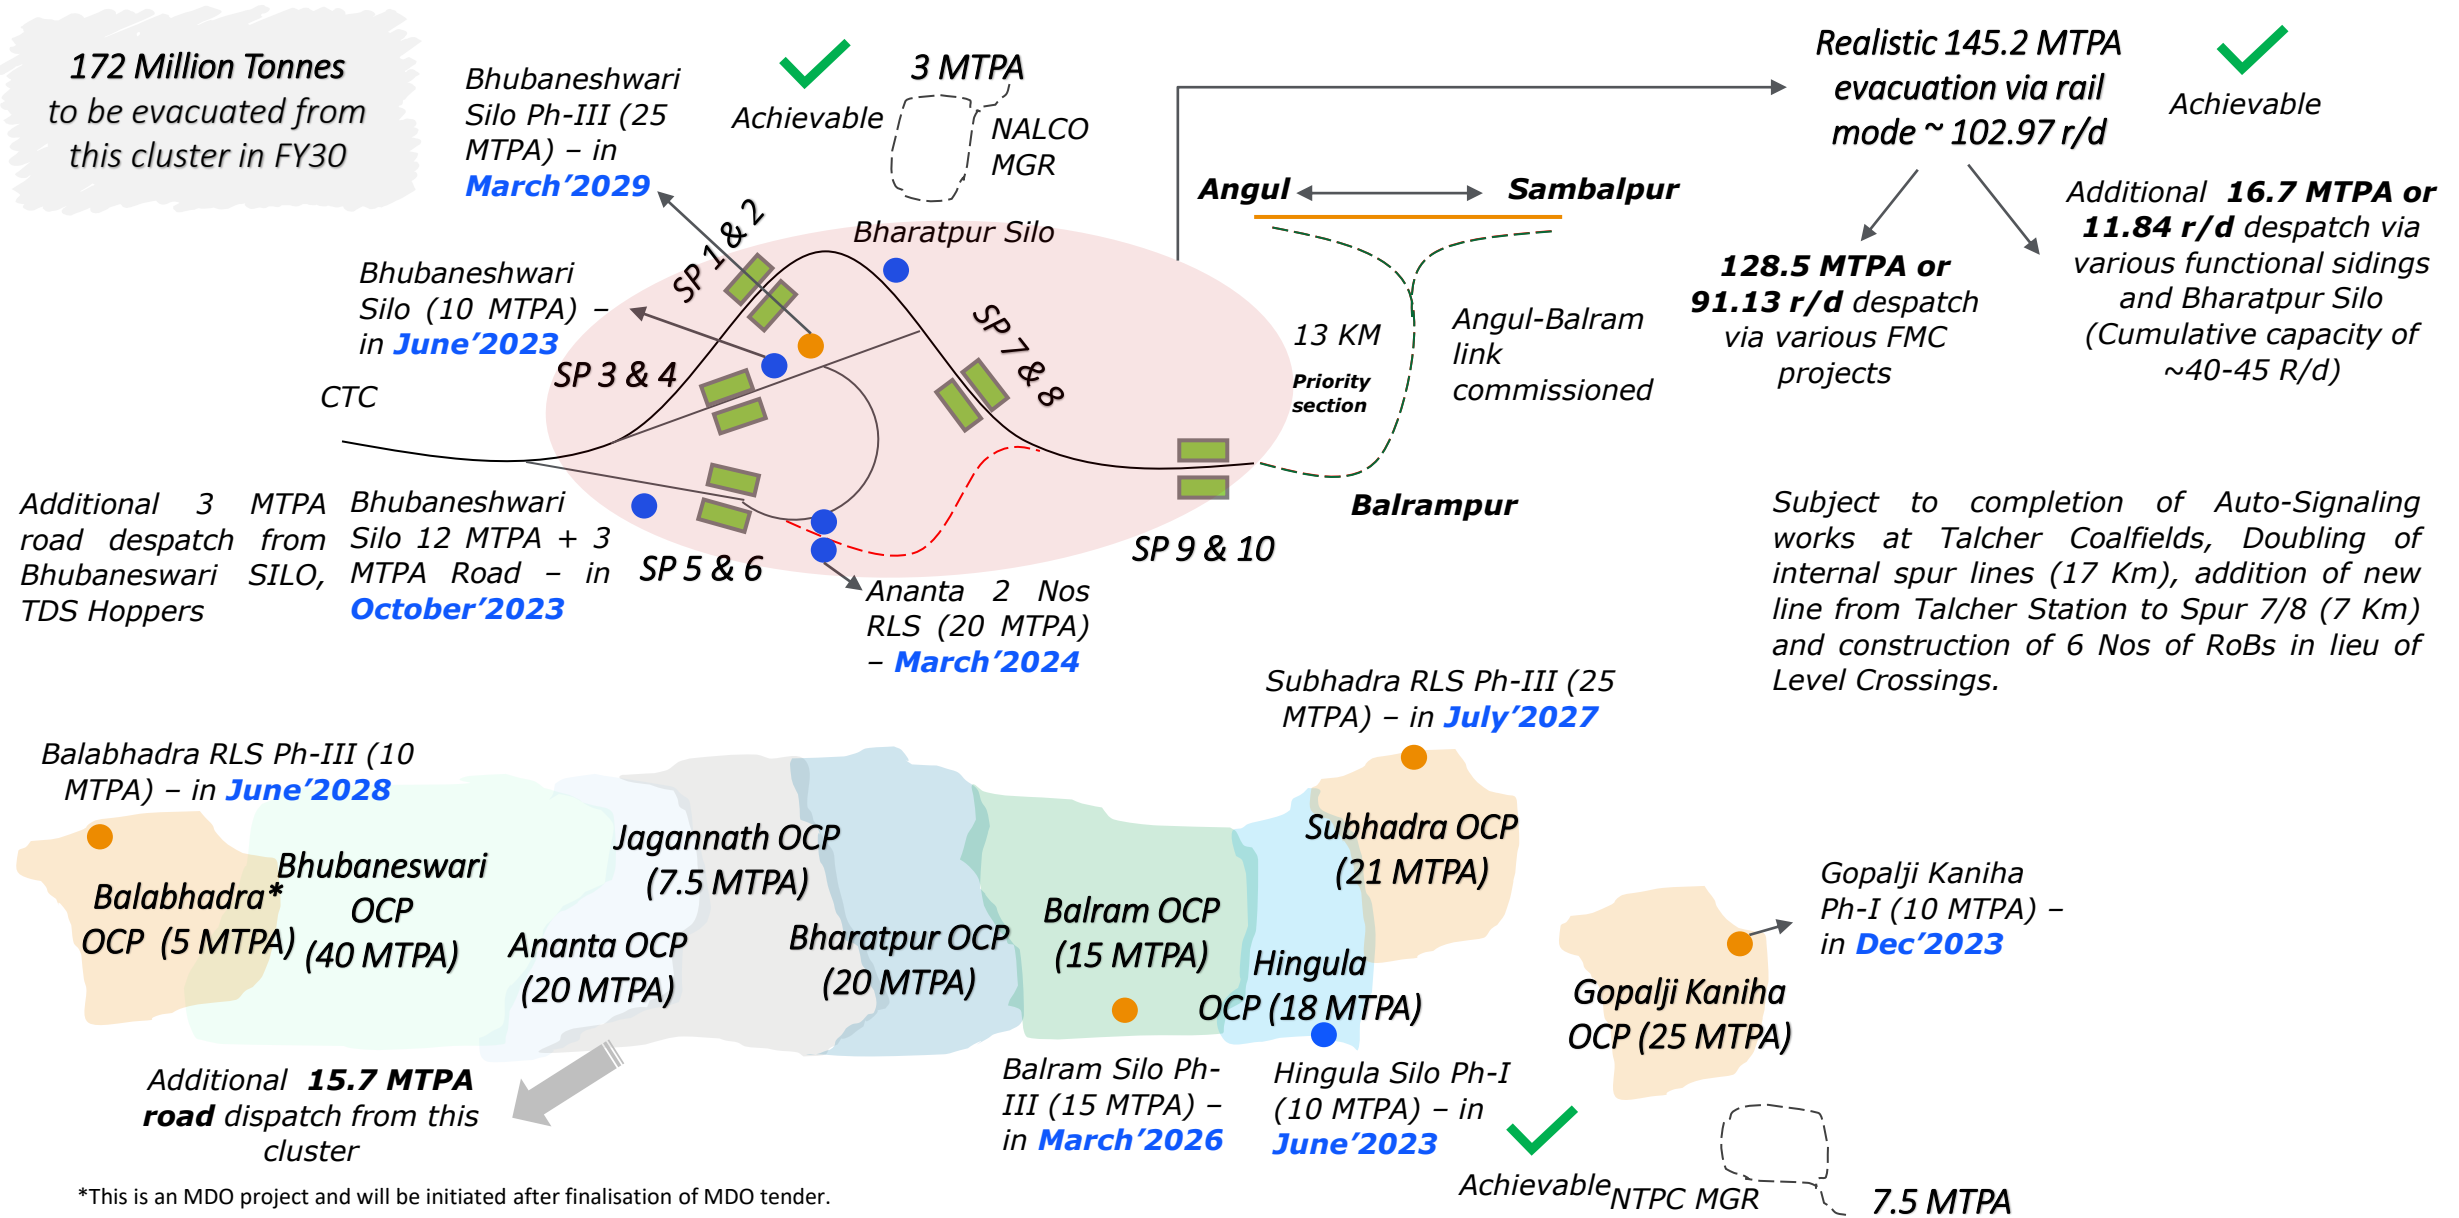 172 Million Tonnes
to be evacuated from
this cluster in FY30
Bhubaneshwari
Silo Ph-III (25
MTPA) – in
March’2029
Achievable
3 MTPA
NALCO
MGR
Realistic 145.2 MTPA
evacuation via rail
mode ~ 102.97 r/d
Achievable
Angul
Sambalpur
Additional 16.7 MTPA or
11.84 r/d despatch via
various functional sidings
and Bharatpur Silo
(Cumulative capacity of
~40-45 R/d)
128.5 MTPA or
91.13 r/d despatch
via various FMC
projects
SP 1 & 2
Bharatpur Silo
Bhubaneshwari
Silo (10 MTPA) –
in June’2023
SP 3 & 4
SP 7 & 8
13 KM
Priority
section
Angul-Balram
link
commissioned
CTC
Additional 3 MTPA
road despatch from
Bhubaneswari SILO,
TDS Hoppers
Bhubaneshwari
Silo 12 MTPA + 3
MTPA Road – in
October’2023
SP 5 & 6
Balrampur
SP 9 & 10
Ananta 2 Nos
RLS (20 MTPA)
– March’2024
Subject to completion of Auto-Signaling
works at Talcher Coalfields, Doubling of
internal spur lines (17 Km), addition of new
line from Talcher Station to Spur 7/8 (7 Km)
and construction of 6 Nos of RoBs in lieu of
Level Crossings.
Subhadra RLS Ph-III (25
MTPA) – in July’2027
Balabhadra RLS Ph-III (10
MTPA) – in June’2028
Balabhadra*
OCP (5 MTPA)
Bhubaneswari
OCP
(40 MTPA)
Ananta OCP
(20 MTPA)
Jagannath OCP
(7.5 MTPA)
Bharatpur OCP
(20 MTPA)
Balram OCP
(15 MTPA)
Hingula
OCP (18 MTPA)
Subhadra OCP
(21 MTPA)
Gopalji Kaniha
OCP (25 MTPA)
Gopalji Kaniha
Ph-I (10 MTPA) –
in Dec’2023
Additional 15.7 MTPA
road dispatch from this
cluster
Balram Silo Ph-
III (15 MTPA) –
in March’2026
Hingula Silo Ph-I
(10 MTPA) – in
June’2023
Achievable
NTPC MGR
7.5 MTPA
*This is an MDO project and will be initiated after finalisation of MDO tender.